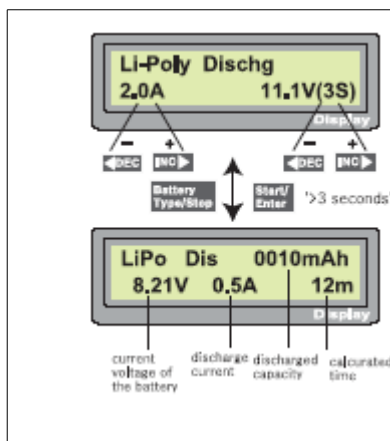 Li-Poly Dischg
2.0A 11.1V(3S)
Display
- + - +
◀DEC INC▶ ◀DEC INC▶
Battery Type/Stop Start/Enter '>3 seconds'
LiPo Dis 0010mAh
8.21V 0.5A 12m
Display
current voltage of the battery
discharge current
discharged capacity
calcurated time